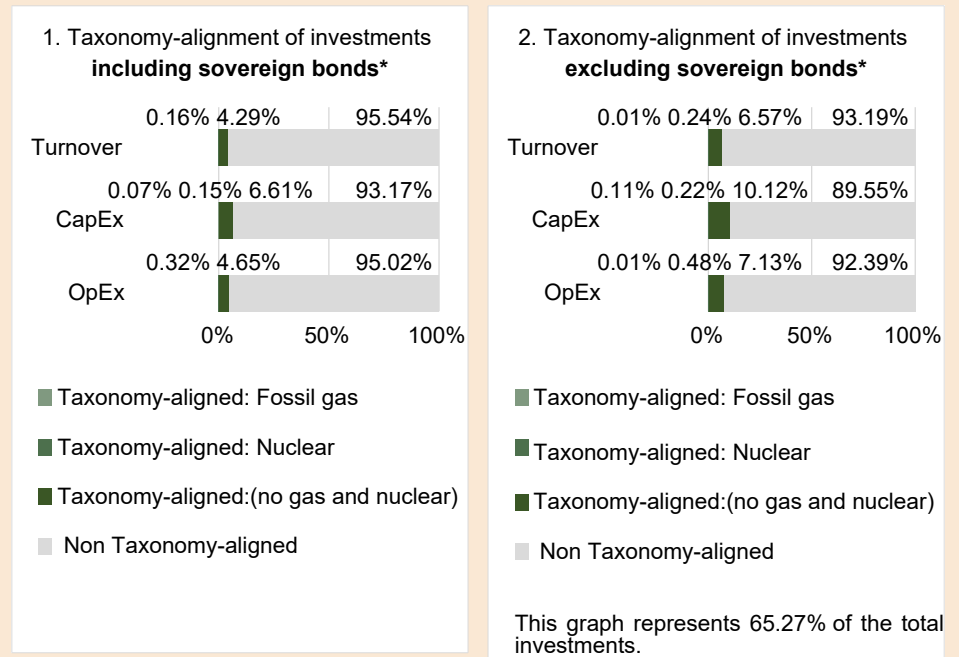 1. Taxonomy-alignment of investments
including sovereign bonds*
0.16% 4.29% 95.54%
Turnover
0.07% 0.15% 6.61% 93.17%
CapEx
0.32% 4.65% 95.02%
OpEx
0% 50% 100%
Taxonomy-aligned: Fossil gas
Taxonomy-aligned: Nuclear
Taxonomy-aligned:(no gas and nuclear)
Non Taxonomy-aligned
2. Taxonomy-alignment of investments
excluding sovereign bonds*
0.01% 0.24% 6.57% 93.19%
Turnover
0.11% 0.22% 10.12% 89.55%
CapEx
0.01% 0.48% 7.13% 92.39%
OpEx
0% 50% 100%
Taxonomy-aligned: Fossil gas
Taxonomy-aligned: Nuclear
Taxonomy-aligned:(no gas and nuclear)
Non Taxonomy-aligned
This graph represents 65.27% of the total
investments.